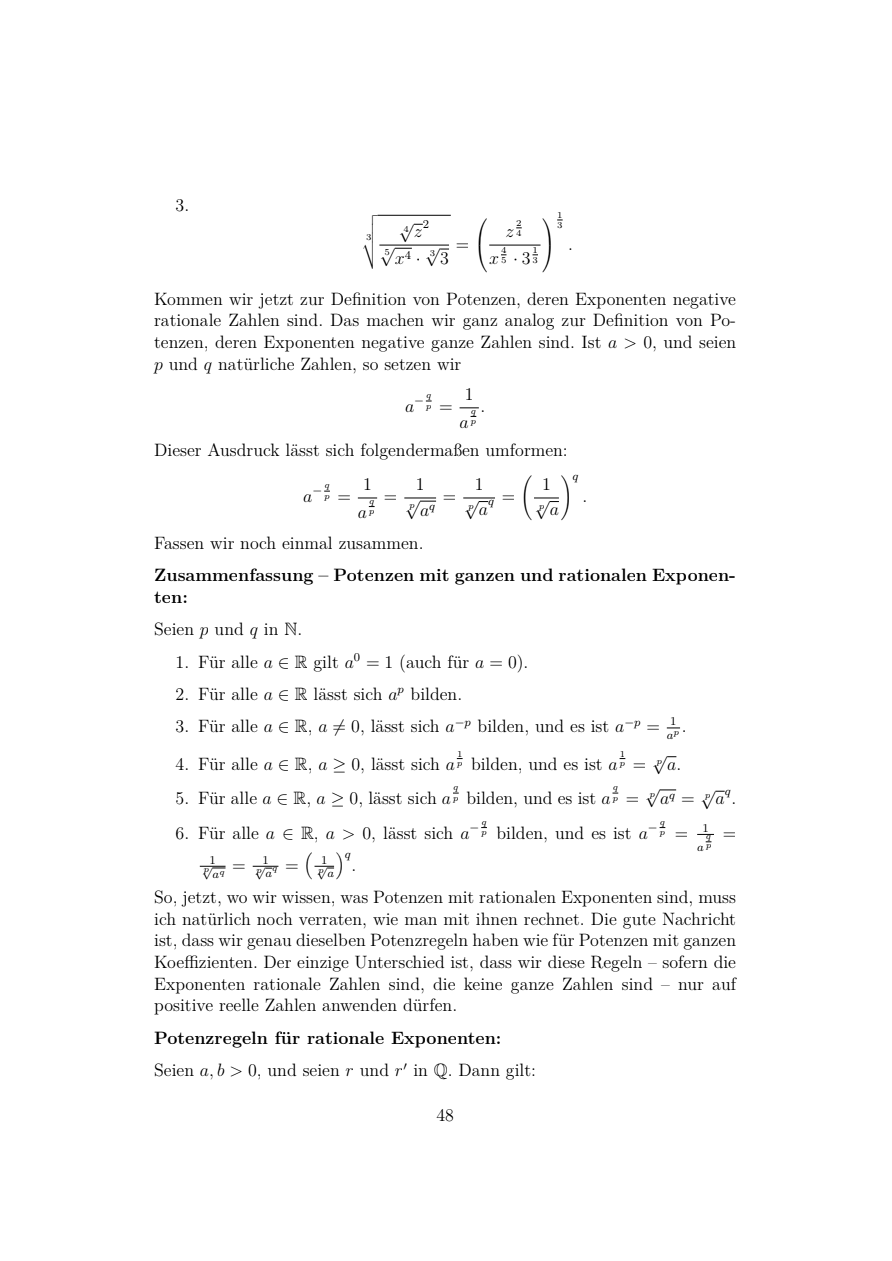 3.
$$\sqrt[3]{\frac{\sqrt[4]{z}^2}{\sqrt[5]{x^4} \cdot \sqrt[3]{3}}} = \left(\frac{z^{\frac{2}{4}}}{x^{\frac{4}{5}} \cdot 3^{\frac{1}{3}}}\right)^{\frac{1}{3}}.$$
Kommen wir jetzt zur Definition von Potenzen, deren Exponenten negative
rationale Zahlen sind. Das machen wir ganz analog zur Definition von Po-
tenzen, deren Exponenten negative ganze Zahlen sind. Ist $a > 0$, und seien
$p$ und $q$ natürliche Zahlen, so setzen wir
$$a^{-\frac{q}{p}} = \frac{1}{a^{\frac{q}{p}}}.$$
Dieser Ausdruck lässt sich folgendermaßen umformen:
$$a^{-\frac{q}{p}} = \frac{1}{a^{\frac{q}{p}}} = \frac{1}{\sqrt[p]{a^q}} = \frac{1}{\sqrt[p]{a}^q} = \left(\frac{1}{\sqrt[p]{a}}\right)^q.$$
Fassen wir noch einmal zusammen.
Zusammenfassung – Potenzen mit ganzen und rationalen Exponen-
ten:
Seien $p$ und $q$ in $\mathbb{N}$.
1. Für alle $a \in \mathbb{R}$ gilt $a^0 = 1$ (auch für $a = 0$).
2. Für alle $a \in \mathbb{R}$ lässt sich $a^p$ bilden.
3. Für alle $a \in \mathbb{R}$, $a \neq 0$, lässt sich $a^{-p}$ bilden, und es ist $a^{-p} = \frac{1}{a^p}$.
4. Für alle $a \in \mathbb{R}$, $a \geq 0$, lässt sich $a^{\frac{1}{p}}$ bilden, und es ist $a^{\frac{1}{p}} = \sqrt[p]{a}$.
5. Für alle $a \in \mathbb{R}$, $a \geq 0$, lässt sich $a^{\frac{q}{p}}$ bilden, und es ist $a^{\frac{q}{p}} = \sqrt[p]{a^q} = \sqrt[p]{a}^q$.
6. Für alle $a \in \mathbb{R}$, $a > 0$, lässt sich $a^{-\frac{q}{p}}$ bilden, und es ist $a^{-\frac{q}{p}} = \frac{1}{a^{\frac{q}{p}}} =$
$\frac{1}{\sqrt[p]{a^q}} = \frac{1}{\sqrt[p]{a}^q} = \left(\frac{1}{\sqrt[p]{a}}\right)^q$.
So, jetzt, wo wir wissen, was Potenzen mit rationalen Exponenten sind, muss
ich natürlich noch verraten, wie man mit ihnen rechnet. Die gute Nachricht
ist, dass wir genau dieselben Potenzregeln haben wie für Potenzen mit ganzen
Koeffizienten. Der einzige Unterschied ist, dass wir diese Regeln – sofern die
Exponenten rationale Zahlen sind, die keine ganze Zahlen sind – nur auf
positive reelle Zahlen anwenden dürfen.
Potenzregeln für rationale Exponenten:
Seien $a, b > 0$, und seien $r$ und $r'$ in $\mathbb{Q}$. Dann gilt:
48